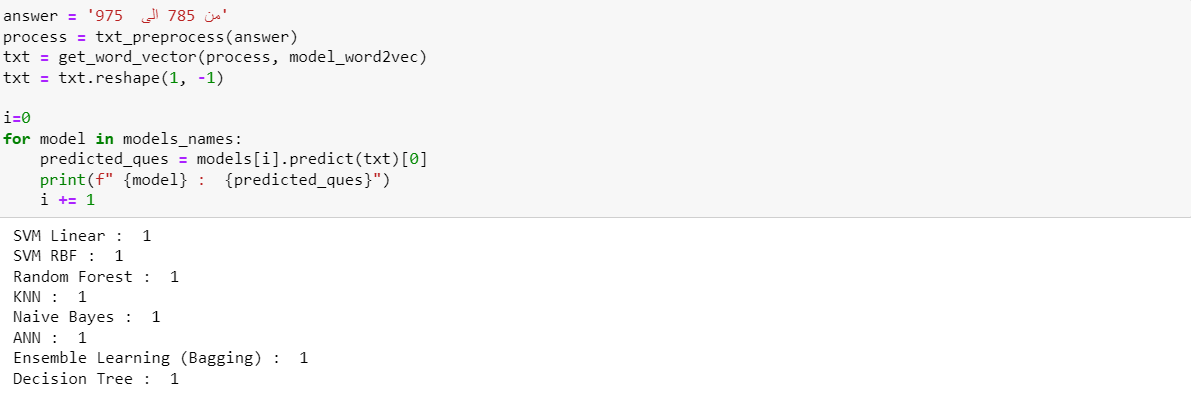 answer = 'من 785 الى  975'
process = txt_preprocess(answer)
txt = get_word_vector(process, model_word2vec)
txt = txt.reshape(1, -1)
i=0
for model in models_names:
    predicted_ques = models[i].predict(txt)[0]
    print(f" {model} :  {predicted_ques}")
    i += 1
SVM Linear :  1
SVM RBF :  1
Random Forest :  1
KNN :  1
Naive Bayes :  1
ANN :  1
Ensemble Learning (Bagging) :  1
Decision Tree :  1